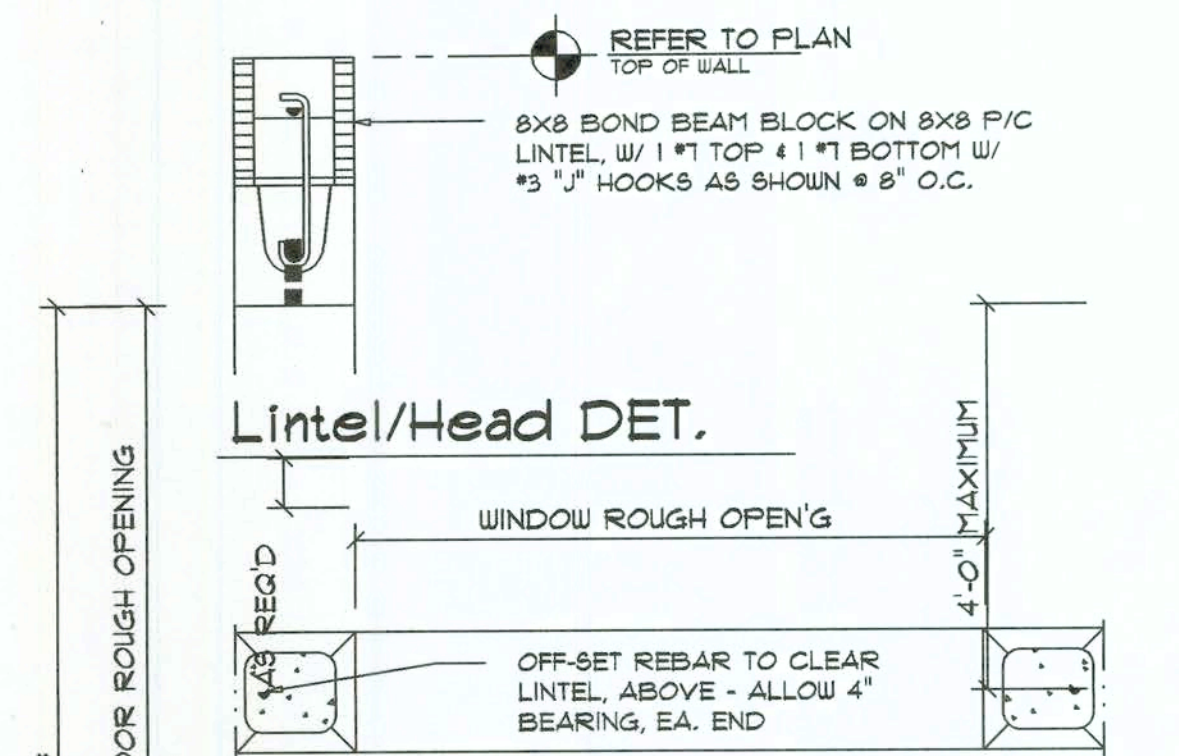 REFER TO PLAN
TOP OF WALL
8X8 BOND BEAM BLOCK ON 8X8 P/C
LINTEL, W/ 1 #7 TOP & 1 #7 BOTTOM W/
#3 "J" HOOKS AS SHOWN @ 8" O.C.
Lintel/Head DET.
WINDOW ROUGH OPEN'G
4'-0" MAXIMUM
AS REQ'D
ROUGH OPENING
OFF-SET REBAR TO CLEAR
LINTEL, ABOVE - ALLOW 4"
BEARING, EA. END